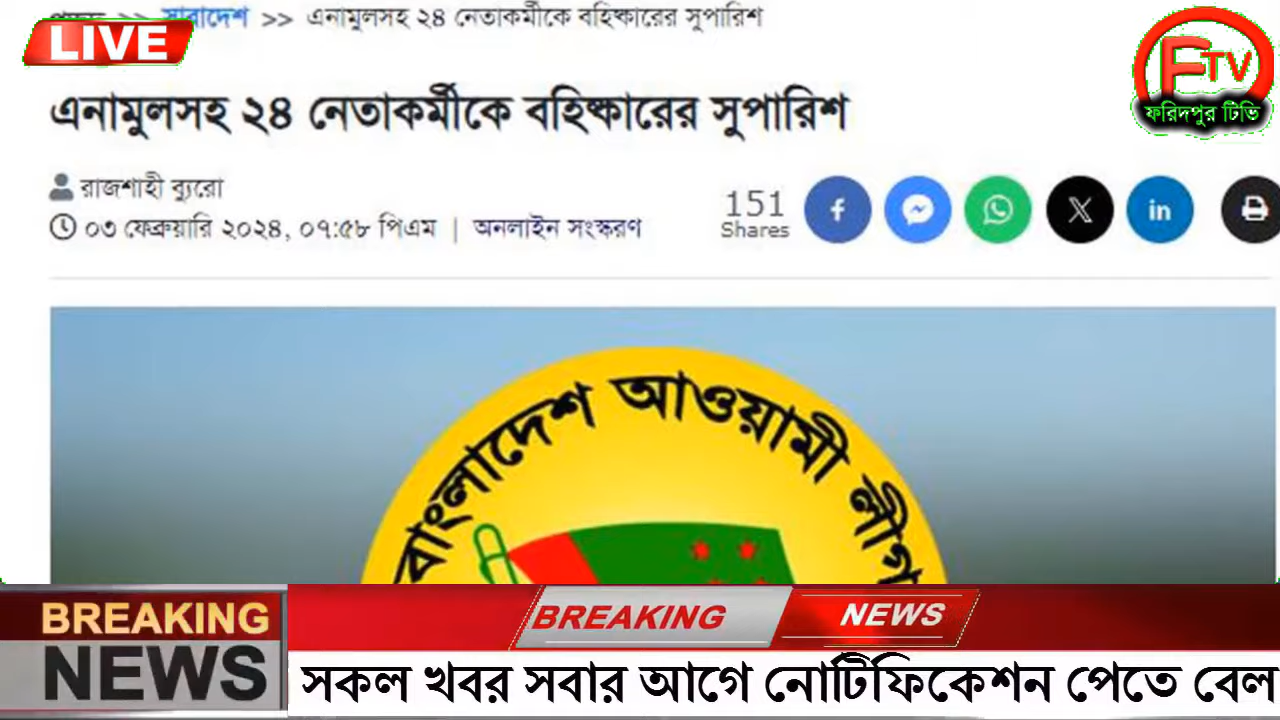 >> সারাদেশ >> এনামুলসহ ২৪ নেতাকর্মীকে বহিষ্কারের সুপারিশ
LIVE
FTV
ফরিদপুর টিভি
এনামুলসহ ২৪ নেতাকর্মীকে বহিষ্কারের সুপারিশ
রাজশাহী ব্যুরো
০৩ ফেব্রুয়ারি ২০২৪, ০৭:৫৮ পিএম | অনলাইন সংস্করণ
151
Shares
বাংলাদেশ আওয়ামী লীগ
BREAKING NEWS
BREAKING
NEWS
সকল খবর সবার আগে নোটিফিকেশন পেতে বেল